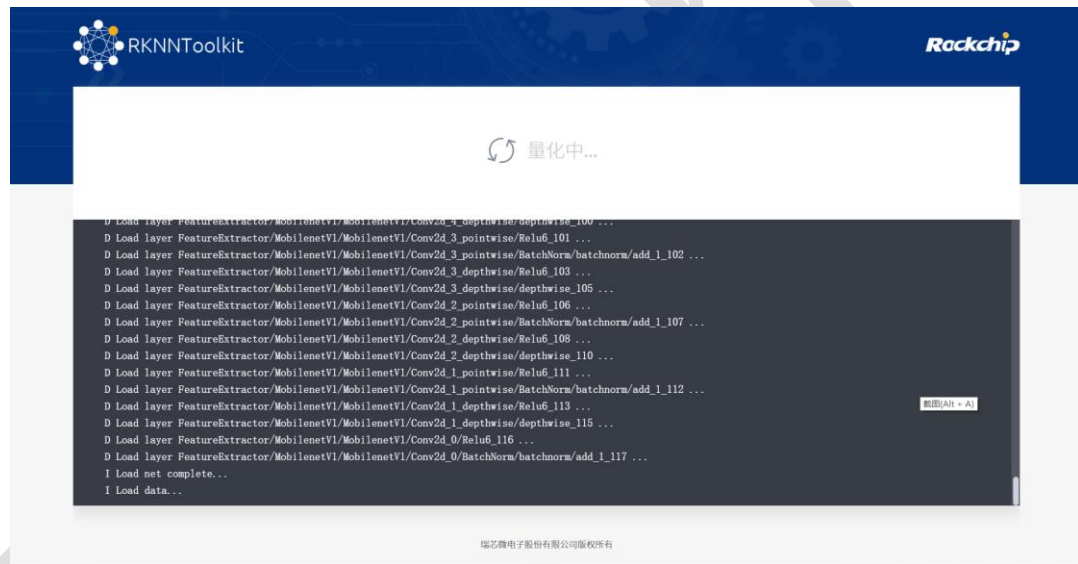 RKNNToolkit
Rockchip
量化中...
D Load layer FeatureExtractor/MobilenetV1/MobilenetV1/Conv2d_4_depthwise/depthwise_100 ...
D Load layer FeatureExtractor/MobilenetV1/MobilenetV1/Conv2d_3_pointwise/Relu6_101 ...
D Load layer FeatureExtractor/MobilenetV1/MobilenetV1/Conv2d_3_pointwise/BatchNorm/batchnorm/add_1_102 ...
D Load layer FeatureExtractor/MobilenetV1/MobilenetV1/Conv2d_3_depthwise/Relu6_103 ...
D Load layer FeatureExtractor/MobilenetV1/MobilenetV1/Conv2d_3_depthwise/depthwise_105 ...
D Load layer FeatureExtractor/MobilenetV1/MobilenetV1/Conv2d_2_pointwise/Relu6_106 ...
D Load layer FeatureExtractor/MobilenetV1/MobilenetV1/Conv2d_2_pointwise/BatchNorm/batchnorm/add_1_107 ...
D Load layer FeatureExtractor/MobilenetV1/MobilenetV1/Conv2d_2_depthwise/Relu6_108 ...
D Load layer FeatureExtractor/MobilenetV1/MobilenetV1/Conv2d_2_depthwise/depthwise_110 ...
D Load layer FeatureExtractor/MobilenetV1/MobilenetV1/Conv2d_1_pointwise/Relu6_111 ...
D Load layer FeatureExtractor/MobilenetV1/MobilenetV1/Conv2d_1_pointwise/BatchNorm/batchnorm/add_1_112 ...
D Load layer FeatureExtractor/MobilenetV1/MobilenetV1/Conv2d_1_depthwise/Relu6_113 ...
截图(Alt + A)
D Load layer FeatureExtractor/MobilenetV1/MobilenetV1/Conv2d_1_depthwise/depthwise_115 ...
D Load layer FeatureExtractor/MobilenetV1/MobilenetV1/Conv2d_0/Relu6_116 ...
D Load layer FeatureExtractor/MobilenetV1/MobilenetV1/Conv2d_0/BatchNorm/batchnorm/add_1_117 ...
I Load net complete...
I Load data...
瑞芯微电子股份有限公司版权所有